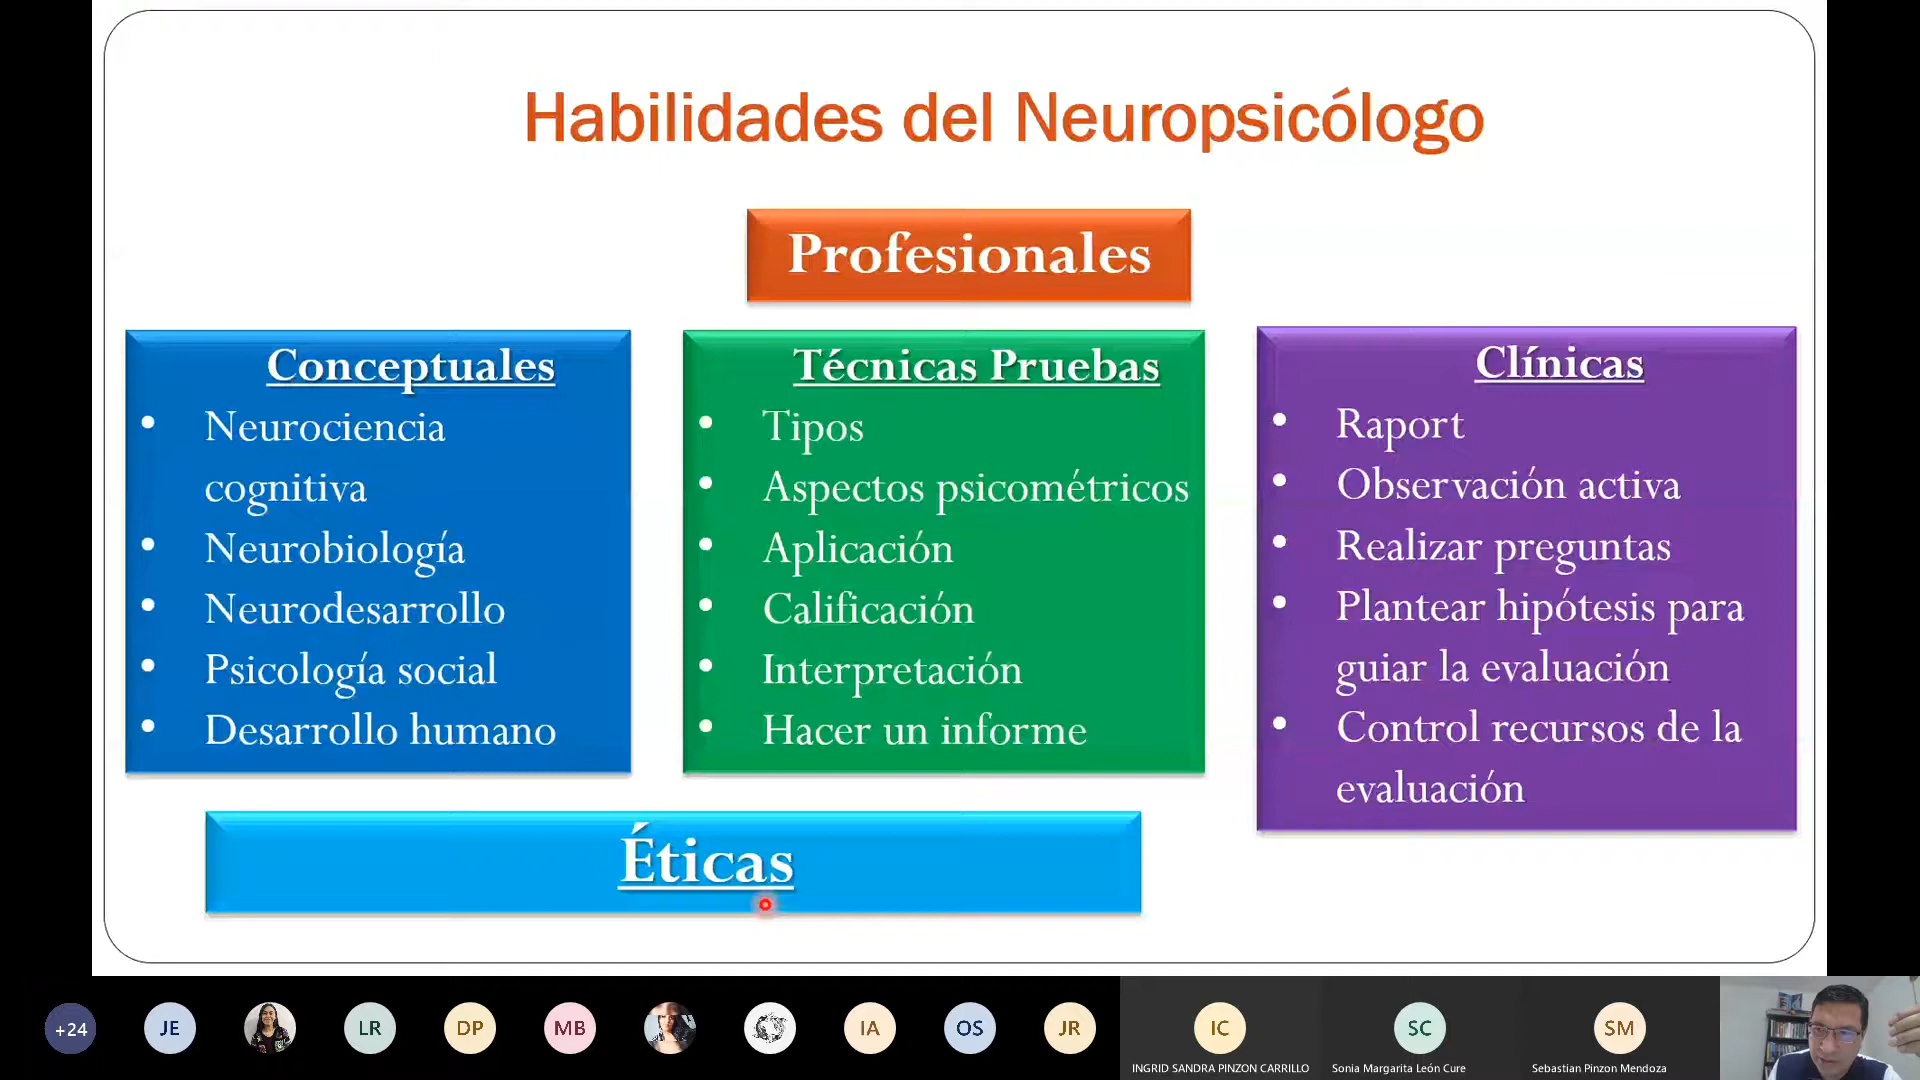 Habilidades del Neuropsicólogo
Profesionales
Conceptuales
• Neurociencia
cognitiva
• Neurobiología
• Neurodesarrollo
• Psicología social
• Desarrollo humano
Técnicas Pruebas
• Tipos
• Aspectos psicométricos
• Aplicación
• Calificación
• Interpretación
• Hacer un informe
Clínicas
• Raport
• Observación activa
• Realizar preguntas
• Plantear hipótesis para
guiar la evaluación
• Control recursos de la
evaluación
Éticas
+24
JE
LR
DP
MB
IA
OS
JR
IC
INGRID SANDRA PINZON CARRILLO
SC
Sonia Margarita León Cure
SM
Sebastian Pinzon Mendoza